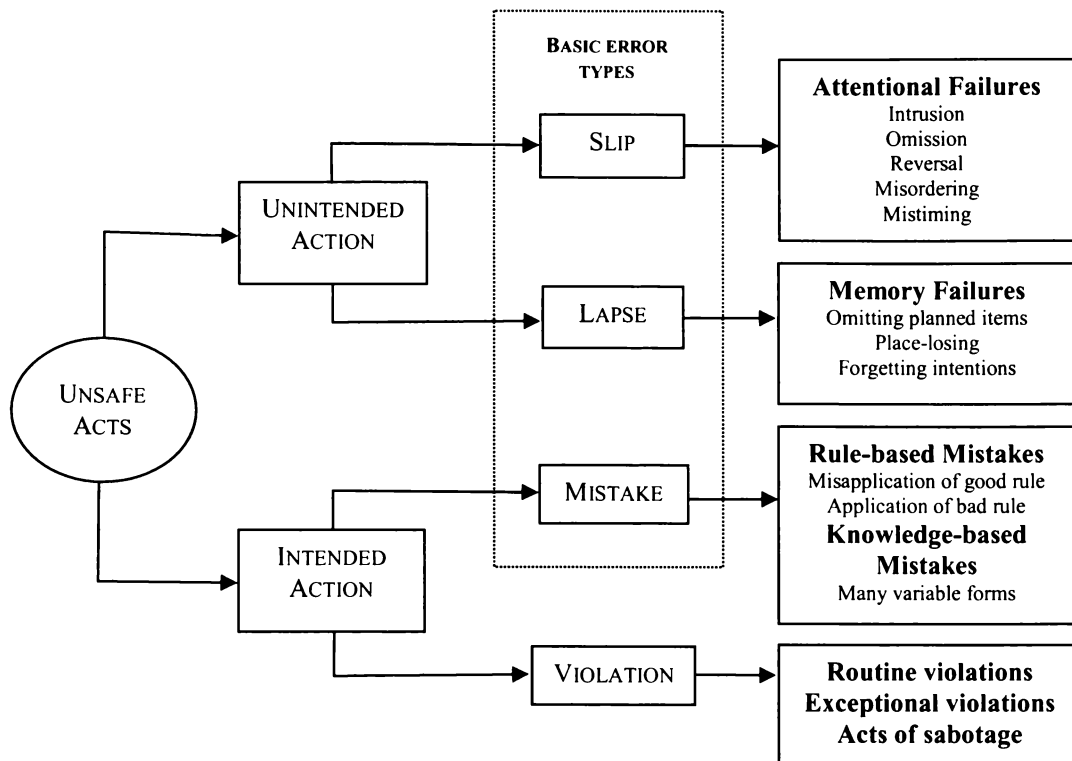 BASIC ERROR
TYPES
Attentional Failures
Intrusion
Omission
Reversal
Misordering
Mistiming
SLIP
UNINTENDED
ACTION
Memory Failures
Omitting planned items
Place-losing
Forgetting intentions
LAPSE
UNSAFE
ACTS
Rule-based Mistakes
Misapplication of good rule
Application of bad rule
Knowledge-based
Mistakes
Many variable forms
MISTAKE
INTENDED
ACTION
VIOLATION
Routine violations
Exceptional violations
Acts of sabotage